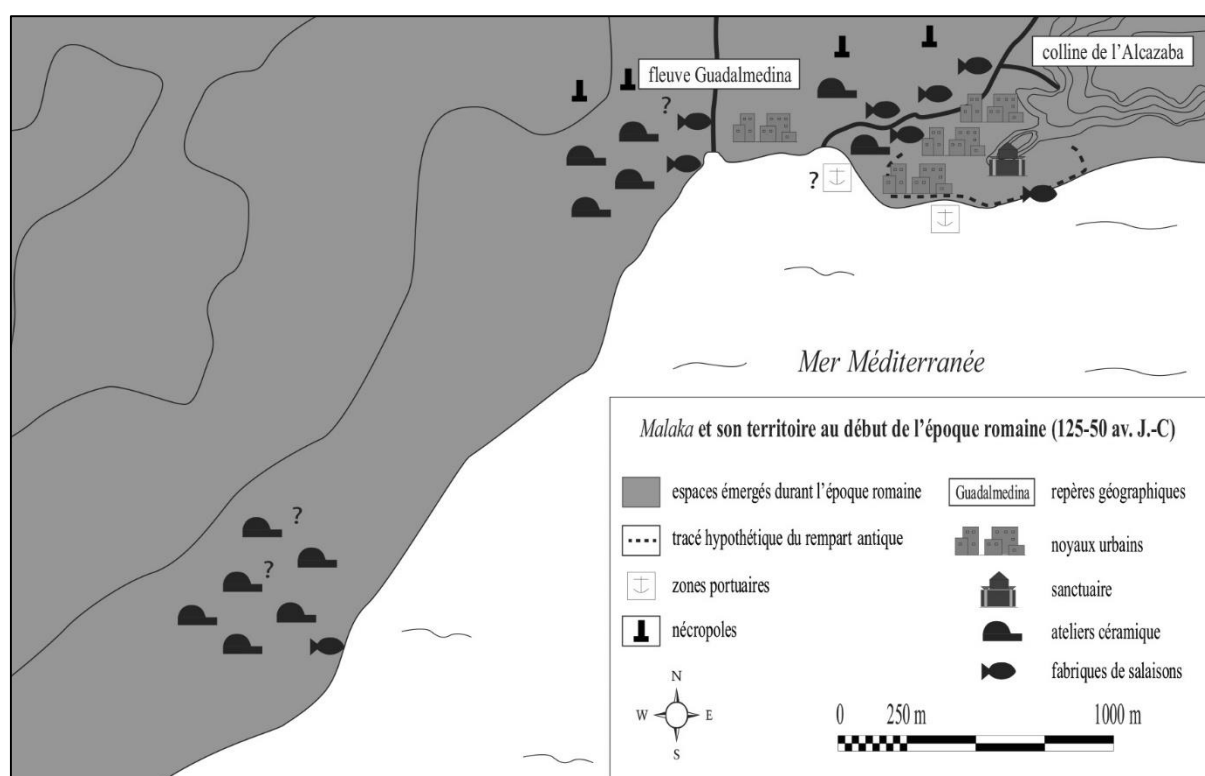 fleuve Guadalmedina
colline de l'Alcazaba
?
?
Mer Méditerranée
?
?
Malaka et son territoire au début de l'époque romaine (125-50 av. J.-C)
espaces émergés durant l'époque romaine
tracé hypothétique du rempart antique
zones portuaires
nécropoles
Guadalmedina
repères géographiques
noyaux urbains
sanctuaire
ateliers céramique
fabriques de salaisons
N
W
E
S
0 250 m 1000 m